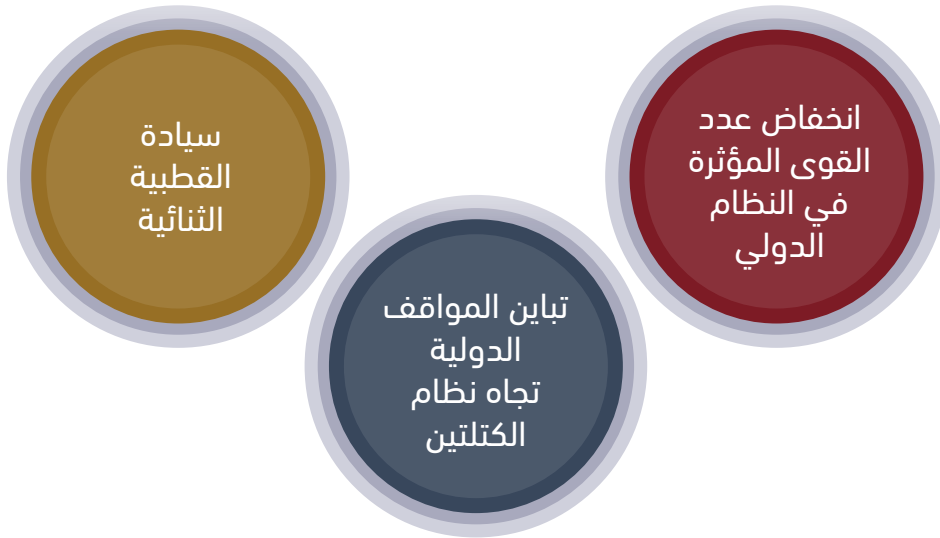 انخفاض عدد
القوى المؤثرة
في النظام
الدولي
تباين المواقف
الدولية
تجاه نظام
الكتلتين
سيادة
القطبية
الثنائية